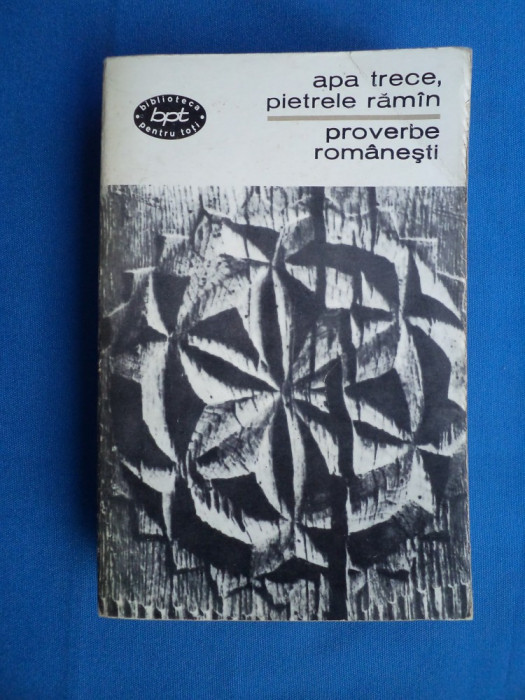 biblioteca
bpt
pentru toți
apa trece,
pietrele rămîn
proverbe
românești